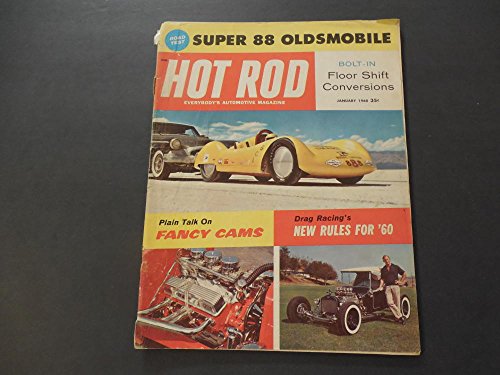 ROAD
TEST
SUPER 88 OLDSMOBILE
HOT ROD
EVERYBODY'S AUTOMOTIVE MAGAZINE
BOLT-IN
Floor Shift
Conversions
JANUARY 1960 35¢
888
Plain Talk On
FANCY CAMS
Drag Racing's
NEW RULES FOR '60